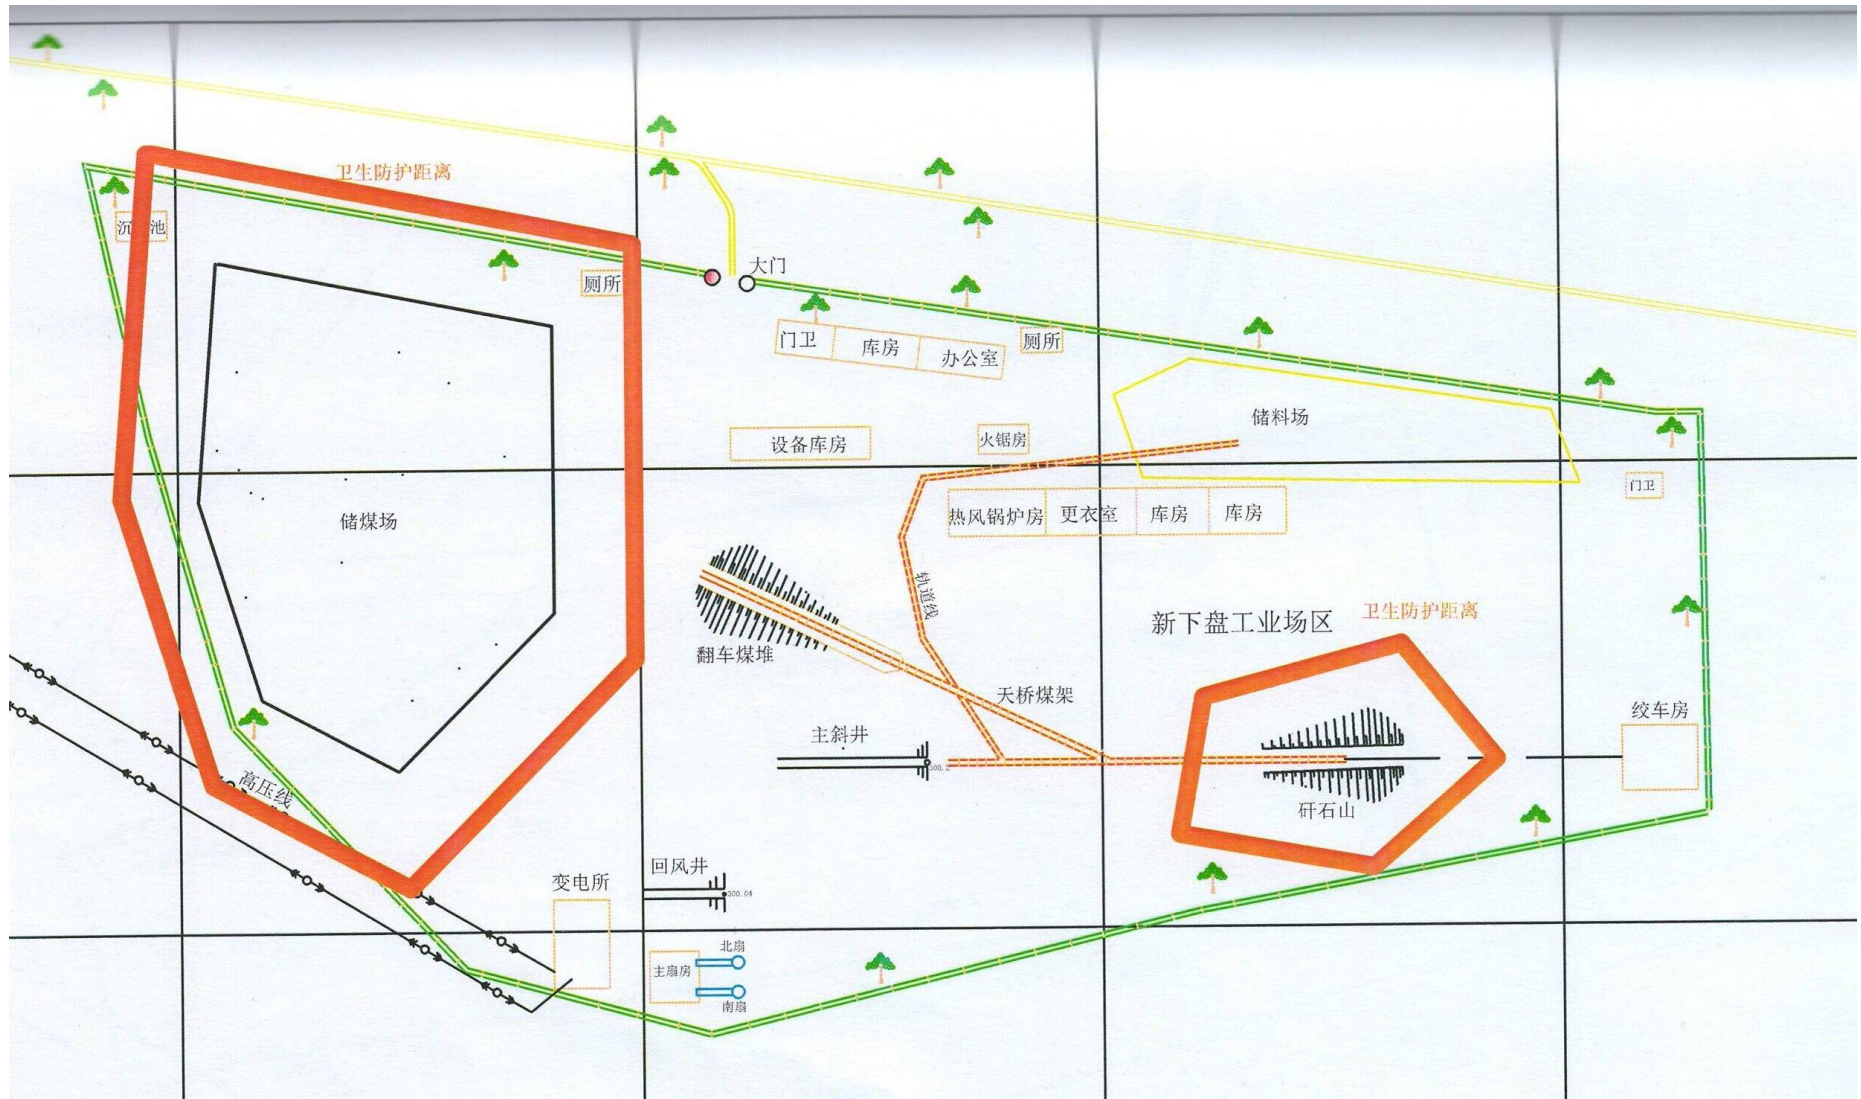 卫生防护距离
沉 池
厕所
大门
门卫
库房
办公室
厕所
储料场
设备库房
火锯房
门卫
热风锅炉房
更衣室
库房
库房
储煤场
轨道线
新下盘工业场区
卫生防护距离
翻车煤堆
天桥煤架
绞车房
主斜井
高压线
矸石山
回风井
变电所
300.04
北扇
主扇房
南扇